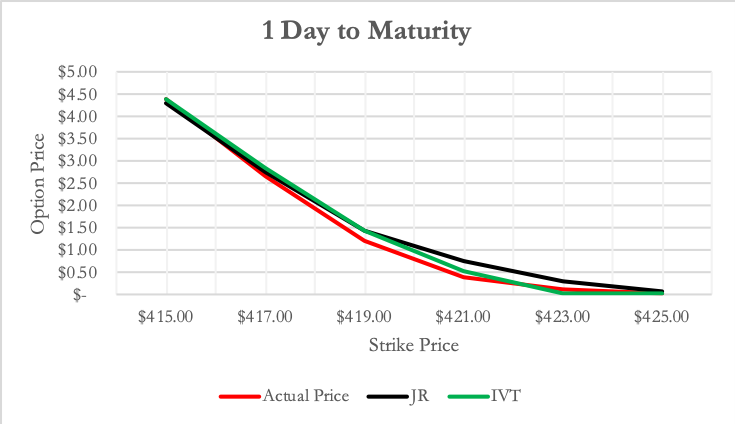 1 Day to Maturity
$5.00
$4.50
$4.00
$3.50
$3.00
$2.50
$2.00
$1.50
$1.00
$0.50
$-
Option Price
$415.00 $417.00 $419.00 $421.00 $423.00 $425.00
Strike Price
Actual Price JR IVT